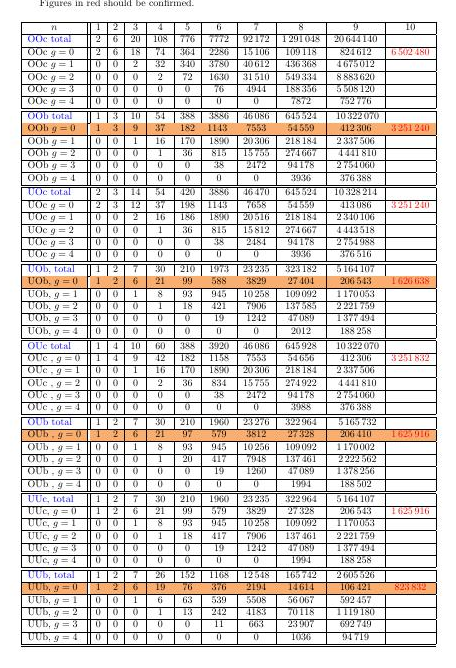 Figures in red should be confirmed.
n 1 2 3 4 5 6 7 8 9 10
OOc total 2 6 20 108 776 7772 92 172 1 291 048 20 644 140
OOc g = 0 2 6 18 74 364 2286 15 106 109 118 824 612 6 502 480
OOc g = 1 0 0 2 32 340 3780 40 612 436 368 4 675 012
OOc g = 2 0 0 0 2 72 1630 31 510 549 334 8 883 620
OOc g = 3 0 0 0 0 0 76 4944 188 356 5 508 120
OOc g = 4 0 0 0 0 0 0 0 7872 752 776
OOb total 1 3 10 54 388 3886 46 086 645 524 10 322 070
OOb g = 0 1 3 9 37 182 1143 7553 54 559 412 306 3 251 240
OOb g = 1 0 0 1 16 170 1890 20 306 218 184 2 337 506
OOb g = 2 0 0 0 1 36 815 15 755 274 667 4 441 810
OOb g = 3 0 0 0 0 0 38 2472 94 178 2 754 060
OOb g = 4 0 0 0 0 0 0 0 3936 376 388
UOc total 2 3 14 54 420 3886 46 470 645 524 10 328 214
UOc g = 0 2 3 12 37 198 1143 7658 54 559 413 086 3 251 240
UOc g = 1 0 0 2 16 186 1890 20 516 218 184 2 340 106
UOc g = 2 0 0 0 1 36 815 15 812 274 667 4 443 518
UOc g = 3 0 0 0 0 0 38 2484 94 178 2 754 988
UOc g = 4 0 0 0 0 0 0 0 3936 376 516
UOb, total 1 2 7 30 210 1973 23 235 323 182 5 164 107
UOb, g = 0 1 2 6 21 99 588 3829 27 404 206 543 1 626 638
UOb, g = 1 0 0 1 8 93 945 10 258 109 092 1 170 053
UOb, g = 2 0 0 0 1 18 421 7906 137 585 2 221 759
UOb, g = 3 0 0 0 0 0 19 1242 47 089 1 377 494
UOb, g = 4 0 0 0 0 0 0 0 2012 188 258
OUc total 1 4 10 60 388 3920 46 086 645 928 10 322 070
OUc , g = 0 1 4 9 42 182 1158 7553 54 656 412 306 3 251 832
OUc , g = 1 0 0 1 16 170 1890 20 306 218 184 2 337 506
OUc , g = 2 0 0 0 2 36 834 15 755 274 922 4 441 810
OUc , g = 3 0 0 0 0 0 38 2472 94 178 2 754 060
OUc , g = 4 0 0 0 0 0 0 0 3988 376 388
OUb total 1 2 7 30 210 1960 23 276 322 964 5 165 732
OUb , g = 0 1 2 6 21 97 579 3812 27 328 206 410 1 625 916
OUb , g = 1 0 0 1 8 93 945 10 256 109 092 1 170 002
OUb , g = 2 0 0 0 1 20 417 7948 137 461 2 222 562
OUb , g = 3 0 0 0 0 0 19 1260 47 089 1 378 256
OUb , g = 4 0 0 0 0 0 0 0 1994 188 502
UUc, total 1 2 7 30 210 1960 23 235 322 964 5 164 107
UUc, g = 0 1 2 6 21 99 579 3829 27 328 206 543 1 625 916
UUc, g = 1 0 0 1 8 93 945 10 258 109 092 1 170 053
UUc, g = 2 0 0 0 1 18 417 7906 137 461 2 221 759
UUc, g = 3 0 0 0 0 0 19 1242 47 089 1 377 494
UUc, g = 4 0 0 0 0 0 0 0 1994 188 258
UUb, total 1 2 7 26 152 1168 12 548 165 742 2 605 526
UUb, g = 0 1 2 6 19 76 376 2194 14 614 106 421 823 832
UUb, g = 1 0 0 1 6 63 539 5508 56 067 592 457
UUb, g = 2 0 0 0 1 13 242 4183 70 118 1 119 180
UUb, g = 3 0 0 0 0 0 11 663 23 907 692 749
UUb, g = 4 0 0 0 0 0 0 0 1036 94 719